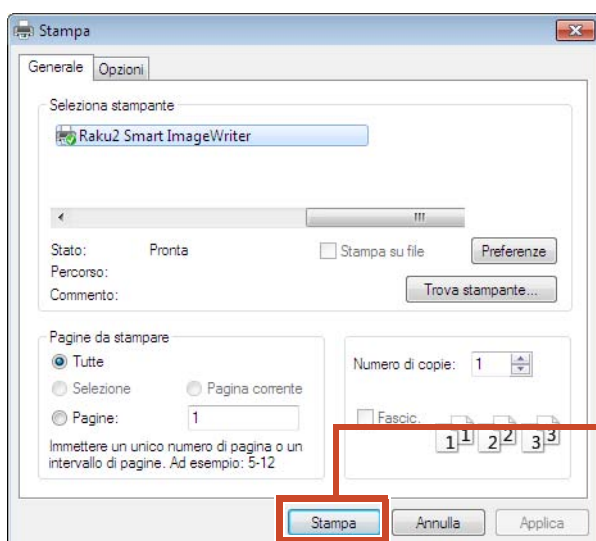 Stampa
Generale Opzioni
Seleziona stampante
Raku2 Smart ImageWriter
Stato: Pronta Stampa su file Preferenze
Percorso:
Commento: Trova stampante...
Pagine da stampare
Tutte Numero di copie: 1
Selezione Pagina corrente
Pagine: 1 Fascic.
1 1 2 2 3 3
Immettere un unico numero di pagina o un
intervallo di pagine. Ad esempio: 5-12
Stampa Annulla Applica